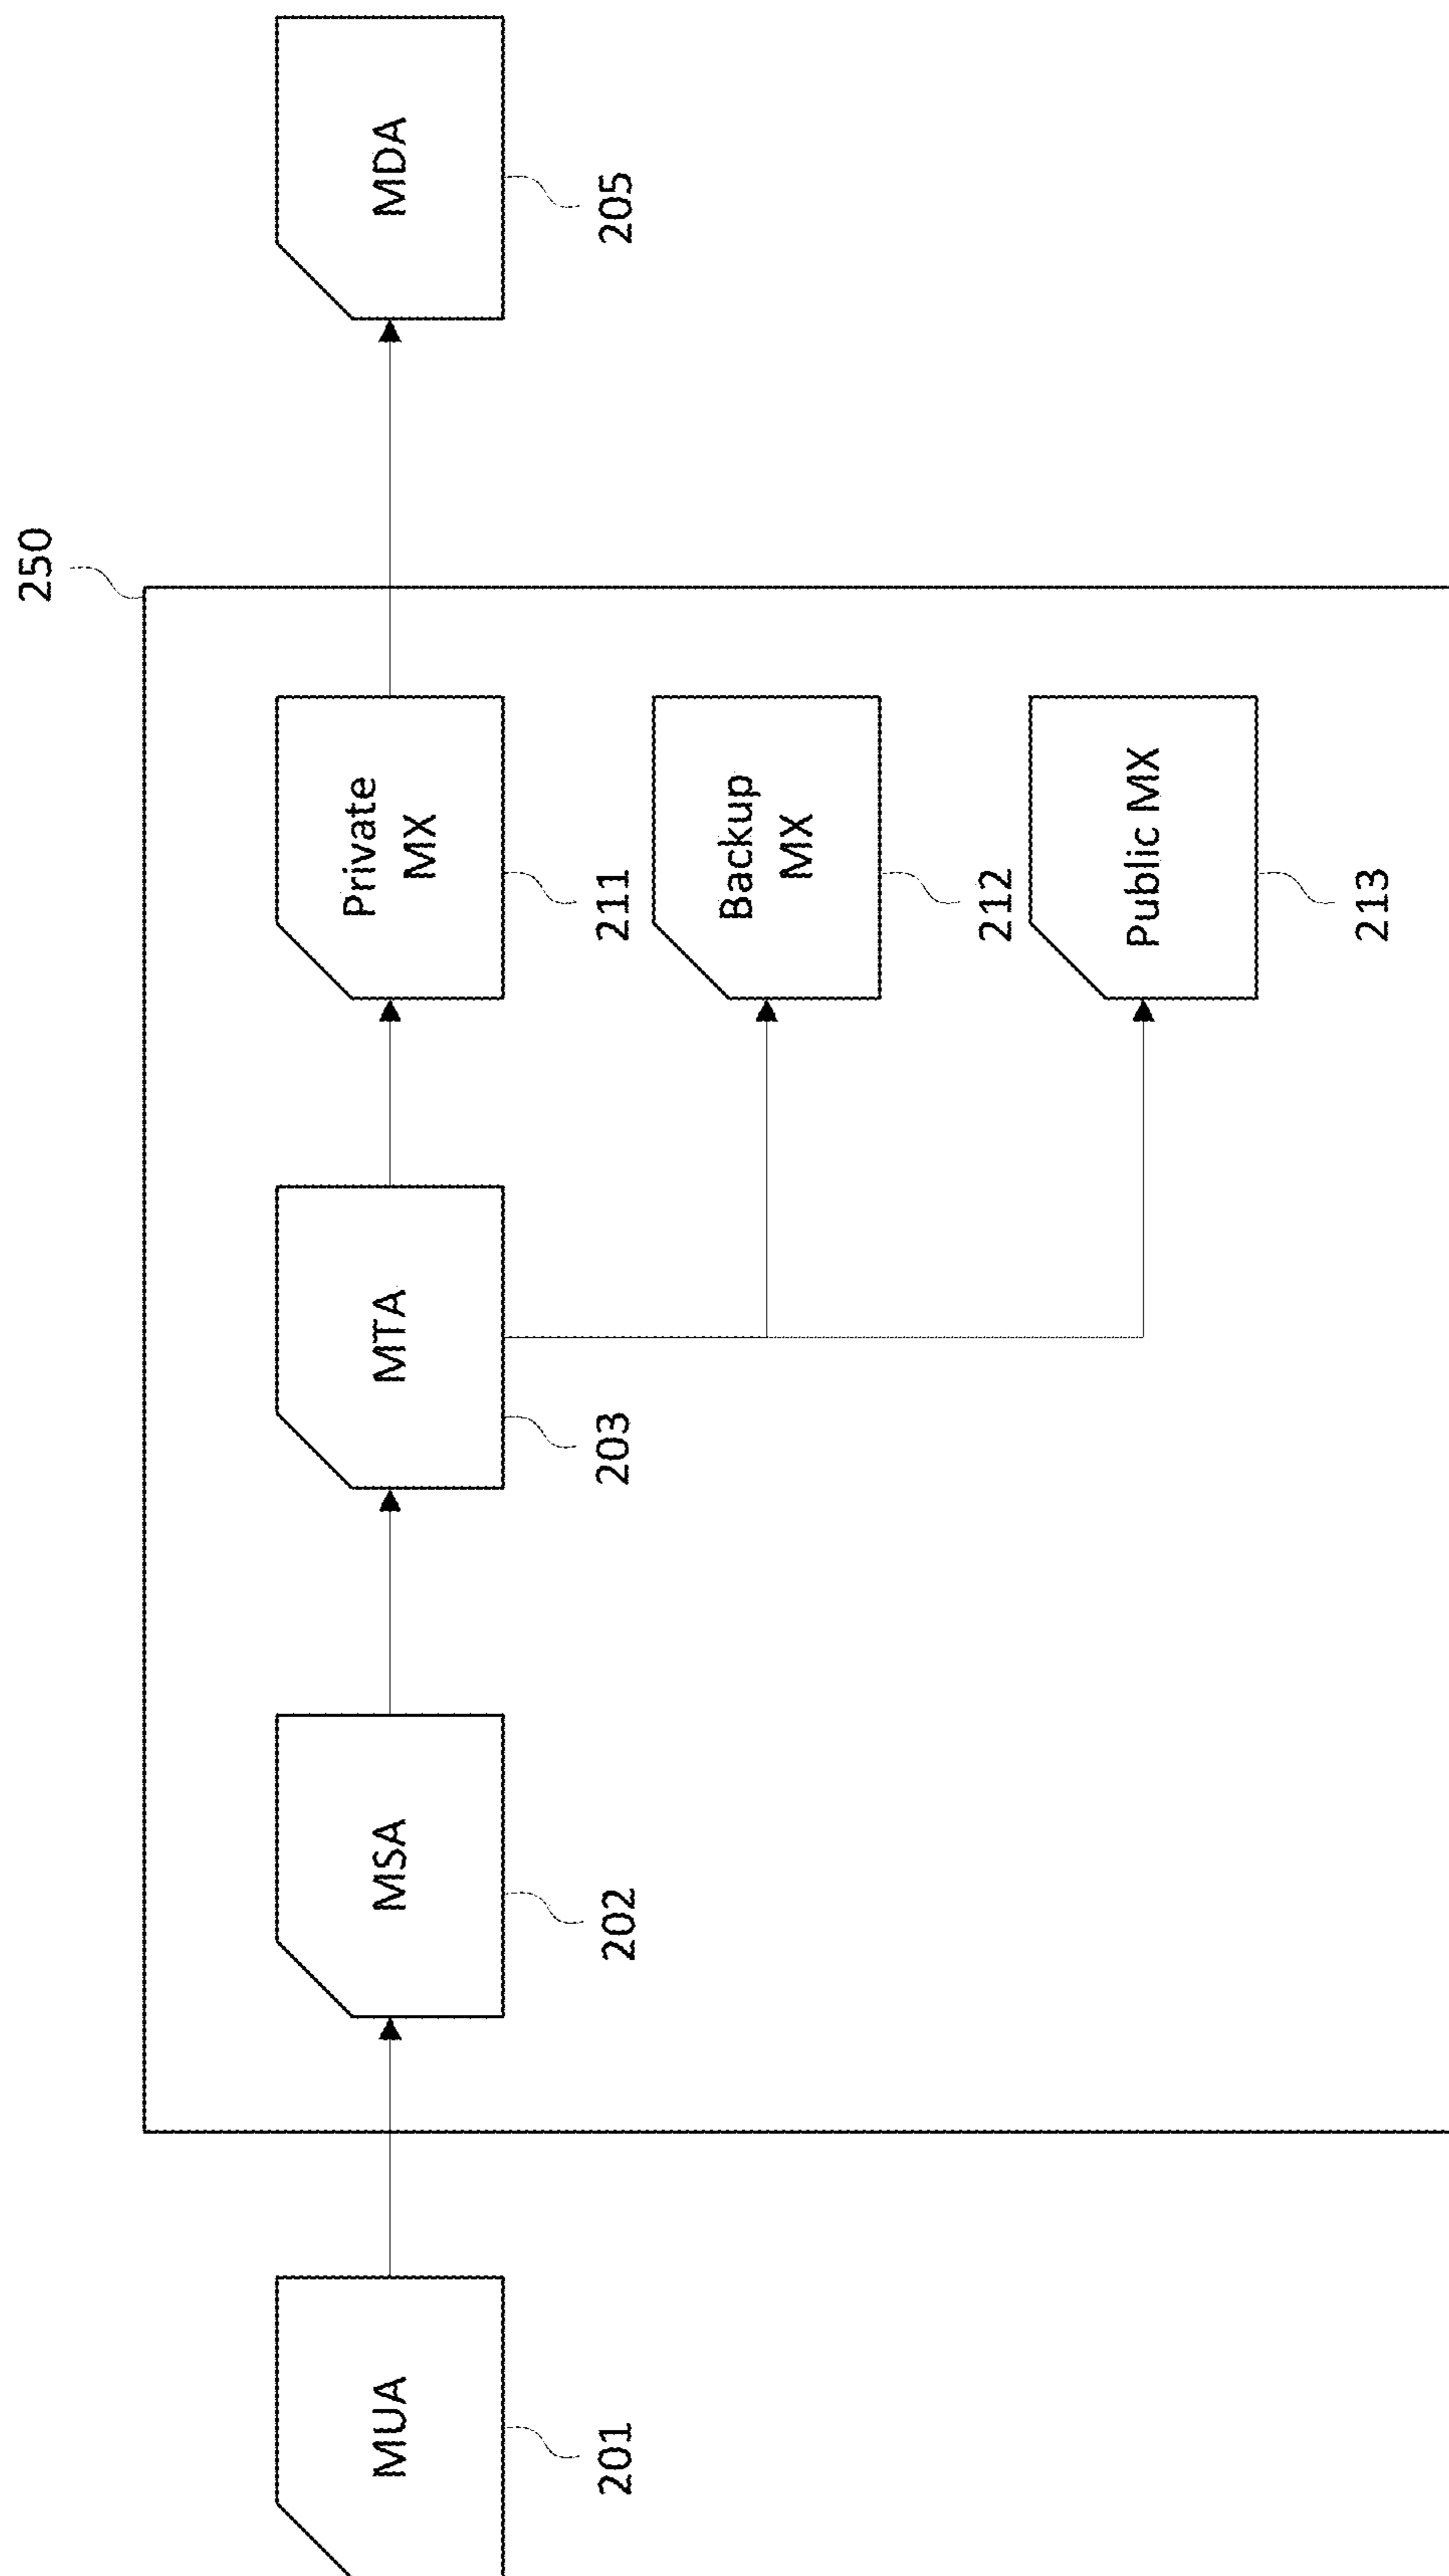 250
MUA
201
MSA
202
MTA
203
Private
MX
211
Backup
MX
212
Public MX
213
MDA
205